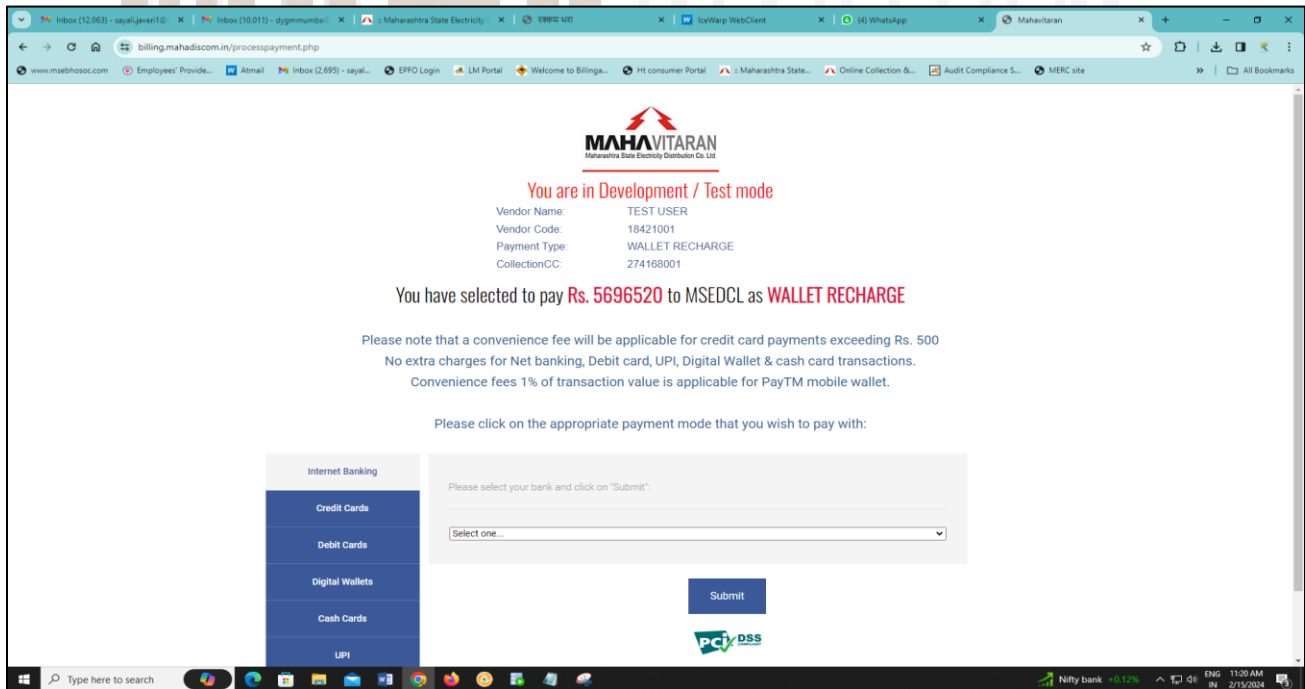 Inbox (12,063) - sayali.javeri1@
Inbox (10,011) - dygmmumbai
:: Maharashtra State Electricity
रक्कम भरा
IceWarp WebClient
(4) WhatsApp
Mahavitaran
billing.mahadiscom.in/processpayment.php
www.msebhosoc.com
Employees' Provide...
Atmail
Inbox (2,695) - sayal...
EPFO Login
LM Portal
Welcome to Billinga...
Ht consumer Portal
:: Maharashtra State...
Online Collection &...
Audit Compliance S...
MERC site
»
All Bookmarks
MAHAVITARAN
Maharashtra State Electricity Distribution Co. Ltd.
You are in Development / Test mode
Vendor Name: TEST USER
Vendor Code: 18421001
Payment Type: WALLET RECHARGE
CollectionCC: 274168001
You have selected to pay Rs. 5696520 to MSEDCL as WALLET RECHARGE
Please note that a convenience fee will be applicable for credit card payments exceeding Rs. 500
No extra charges for Net banking, Debit card, UPI, Digital Wallet & cash card transactions.
Convenience fees 1% of transaction value is applicable for PayTM mobile wallet.
Please click on the appropriate payment mode that you wish to pay with:
Internet Banking
Credit Cards
Debit Cards
Digital Wallets
Cash Cards
UPI
Please select your bank and click on "Submit":
Select one...
Submit
PCI DSS
COMPLIANT
Type here to search
Nifty bank +0.12%
ENG
IN
11:20 AM
2/15/2024
3